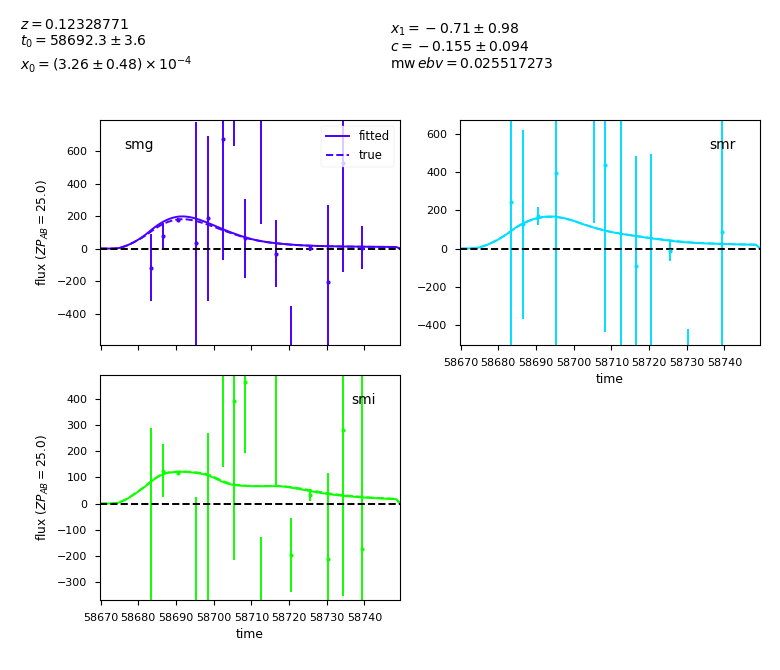 z = 0.12328771
t₀ = 58692.3 ± 3.6
x₀ = (3.26 ± 0.48) × 10⁻⁴
x₁ = −0.71 ± 0.98
c = −0.155 ± 0.094
mw ebv = 0.025517273
smg
fitted
true
600
400
200
0
−200
−400
flux (ZP_AB = 25.0)
smr
600
400
200
0
−200
−400
58670 58680 58690 58700 58710 58720 58730 58740
time
smi
400
300
200
100
0
−100
−200
−300
flux (ZP_AB = 25.0)
58670 58680 58690 58700 58710 58720 58730 58740
time